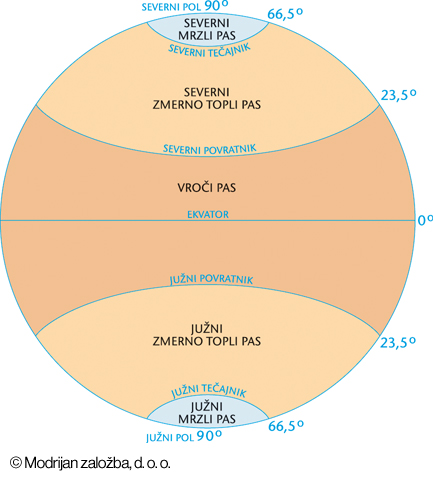 SEVERNI POL 90°
66,5°
SEVERNI
MRZLI PAS
SEVERNI TEČAJNIK
SEVERNI
ZMERNO TOPLI PAS
23,5°
SEVERNI POVRATNIK
VROČI PAS
EKVATOR
0°
JUŽNI POVRATNIK
JUŽNI
ZMERNO TOPLI PAS
23,5°
JUŽNI TEČAJNIK
JUŽNI
MRZLI PAS
66,5°
JUŽNI POL 90°
© Modrijan založba, d. o. o.